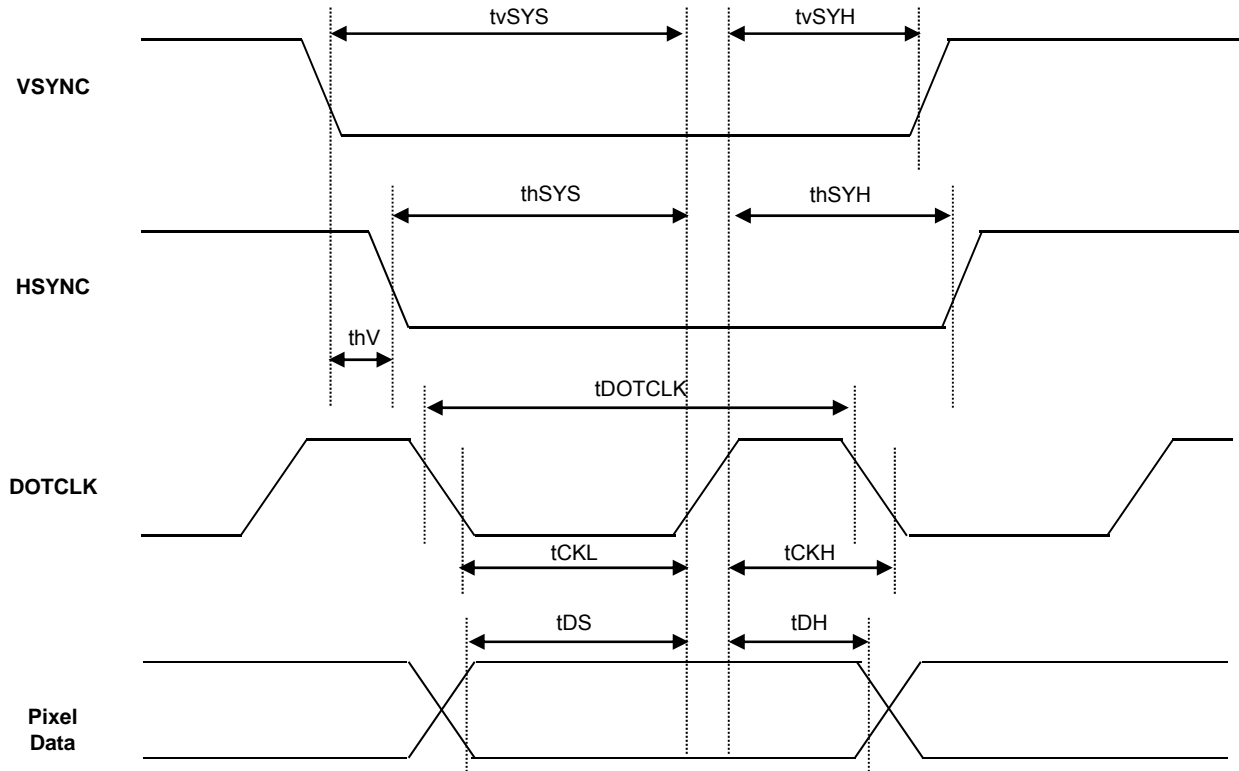 tvSYS
tvSYH
VSYNC
thSYS
thSYH
HSYNC
thV
tDOTCLK
DOTCLK
tCKL
tCKH
tDS
tDH
Pixel
Data